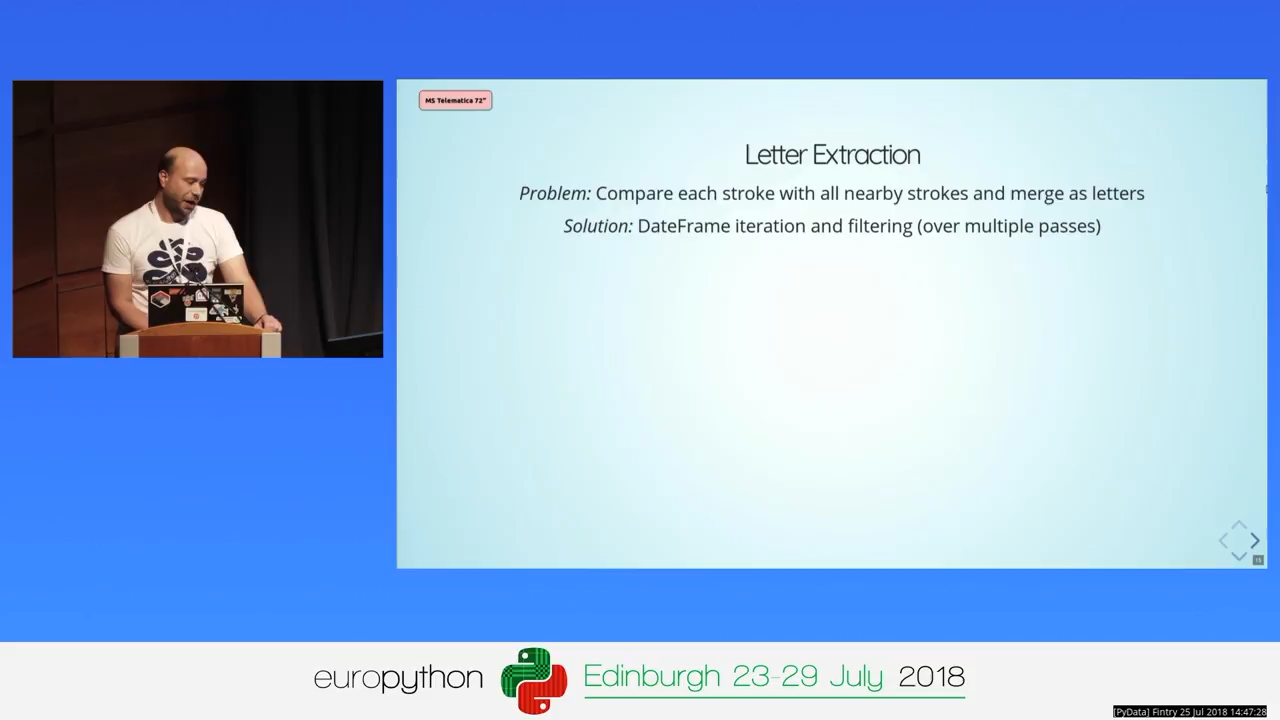 MS Telematica 72"
Letter Extraction
Problem: Compare each stroke with all nearby strokes and merge as letters
Solution: DateFrame iteration and filtering (over multiple passes)
europython Edinburgh 23-29 July 2018
[PyData] Fintry 25 Jul 2018 14:47:28